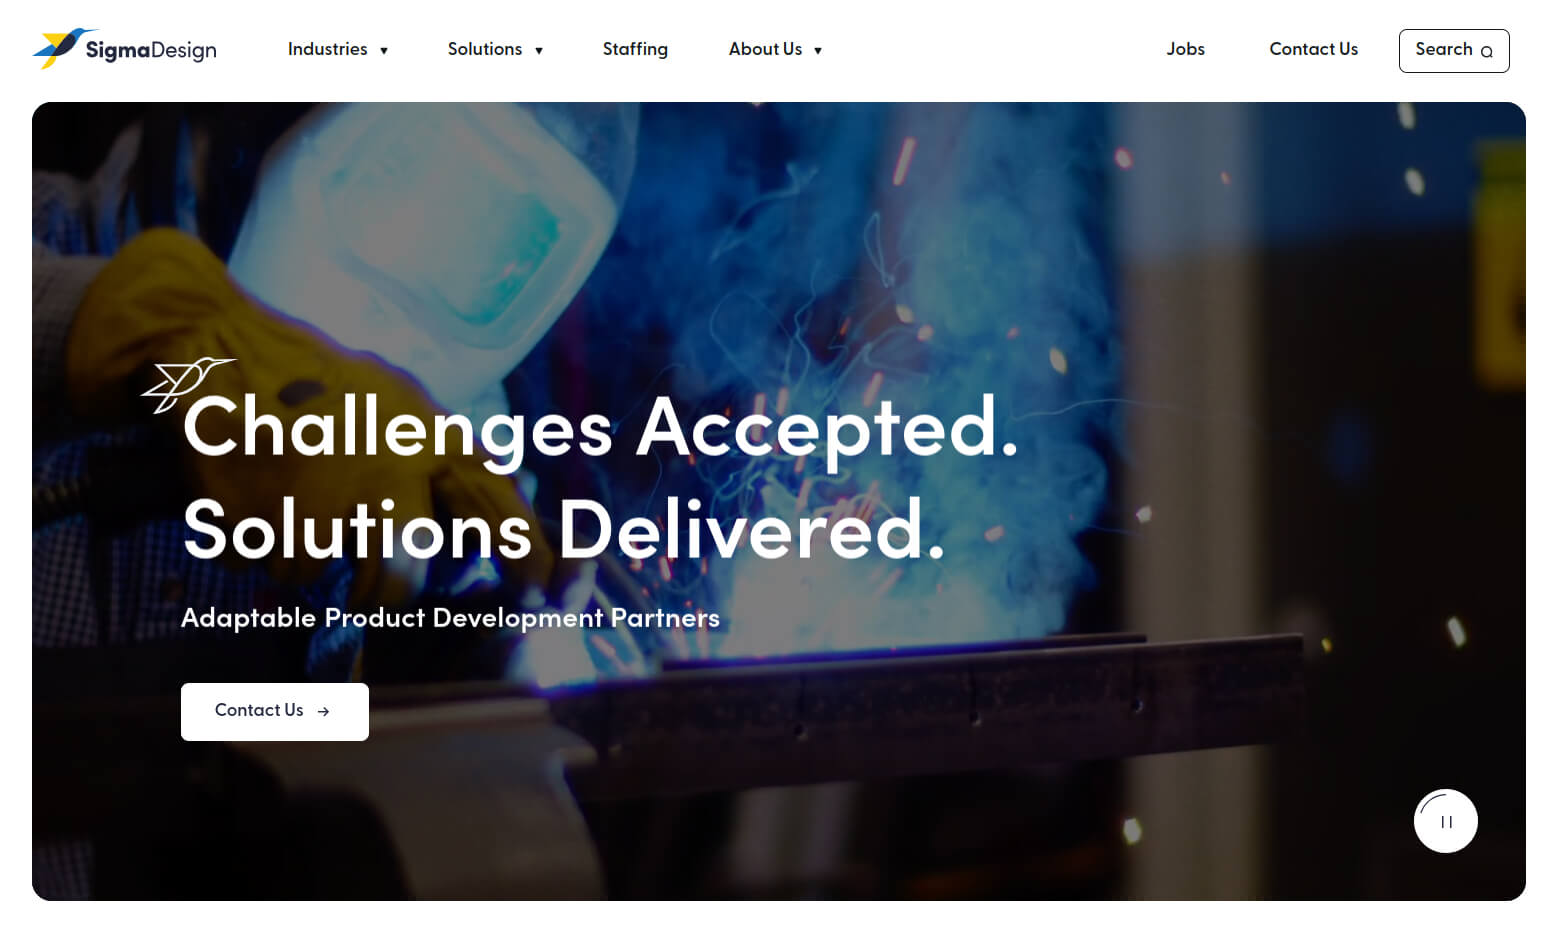 SigmaDesign
Industries ▼
Solutions ▼
Staffing
About Us ▼
Jobs
Contact Us
Search
Challenges Accepted.
Solutions Delivered.
Adaptable Product Development Partners
Contact Us →